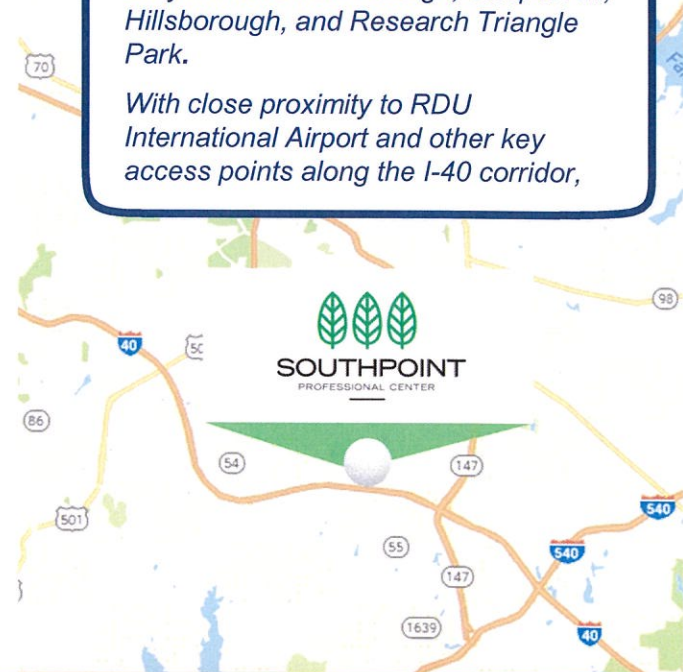 Hillsborough, and Research Triangle
Park.
With close proximity to RDU
International Airport and other key
access points along the I-40 corridor,
70
98
40
SOUTHPOINT
PROFESSIONAL CENTER
86
54
147
501
540
55
540
147
1639
40